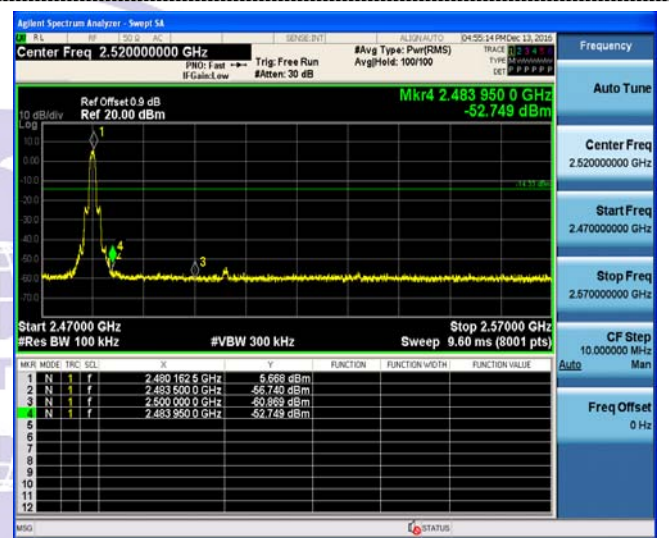 Agilent Spectrum Analyzer - Swept SA
RL RF 50 Ω AC SENSE:INT ALIGN AUTO 04:55:14 PM Dec 13, 2016
Center Freq 2.520000000 GHz #Avg Type: Pwr(RMS) TRACE 1 2 3 4 5 6
PNO: Fast Trig: Free Run Avg|Hold: 100/100 TYPE
IFGain:Low #Atten: 30 dB DET P P P P P P
Mkr4 2.483 950 0 GHz
Ref Offset 0.9 dB
10 dB/div Ref 20.00 dBm -52.749 dBm
Log
10.0
0.00
-10.0
-20.0
-30.0
-40.0
-50.0
-60.0
-70.0
1
4
2
3
Start 2.47000 GHz Stop 2.57000 GHz
#Res BW 100 kHz #VBW 300 kHz Sweep 9.60 ms (8001 pts)
MKR MODE TRC SCL X Y FUNCTION FUNCTION WIDTH FUNCTION VALUE
1 N 1 f 2.480 162 5 GHz 5.668 dBm
2 N 1 f 2.483 500 0 GHz -56.740 dBm
3 N 1 f 2.500 000 0 GHz -60.869 dBm
4 N 1 f 2.483 950 0 GHz -52.749 dBm
5
6
7
8
9
10
11
12
MSG STATUS
Frequency
Auto Tune
Center Freq
2.520000000 GHz
Start Freq
2.470000000 GHz
Stop Freq
2.570000000 GHz
CF Step
10.000000 MHz
Auto Man
Freq Offset
0 Hz